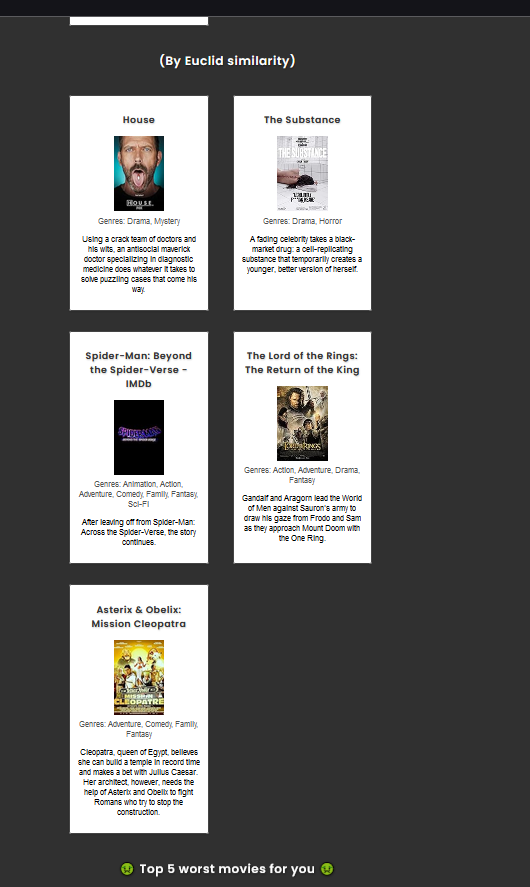 (By Euclid similarity)
House
HOUSE
Genres: Drama, Mystery
Using a crack team of doctors and
his wits, an antisocial maverick
doctor specializing in diagnostic
medicine does whatever it takes to
solve puzzling cases that come his
way.
The Substance
THE SUBSTANCE
Genres: Drama, Horror
A fading celebrity takes a black-
market drug: a cell-replicating
substance that temporarily creates a
younger, better version of herself.
Spider-Man: Beyond
the Spider-Verse -
IMDb
Genres: Animation, Action,
Adventure, Comedy, Family, Fantasy,
Sci-Fi
After leaving off from Spider-Man:
Across the Spider-Verse, the story
continues.
The Lord of the Rings:
The Return of the King
Genres: Action, Adventure, Drama,
Fantasy
Gandalf and Aragorn lead the World
of Men against Sauron's army to
draw his gaze from Frodo and Sam
as they approach Mount Doom with
the One Ring.
Asterix & Obelix:
Mission Cleopatra
MISSION
CLEOPATRE
Genres: Adventure, Comedy, Family,
Fantasy
Cleopatra, queen of Egypt, believes
she can build a temple in record time
and makes a bet with Julius Caesar.
Her architect, however, needs the
help of Asterix and Obelix to fight
Romans who try to stop the
construction.
🤢 Top 5 worst movies for you 🤢